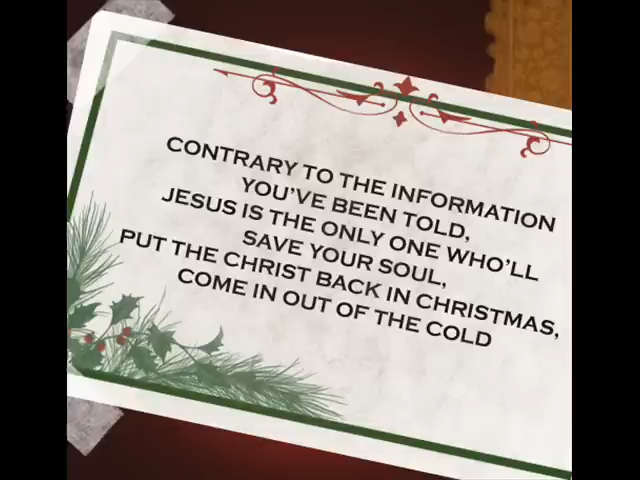 CONTRARY TO THE INFORMATION
YOU'VE BEEN TOLD,
JESUS IS THE ONLY ONE WHO'LL
SAVE YOUR SOUL,
PUT THE CHRIST BACK IN CHRISTMAS,
COME IN OUT OF THE COLD